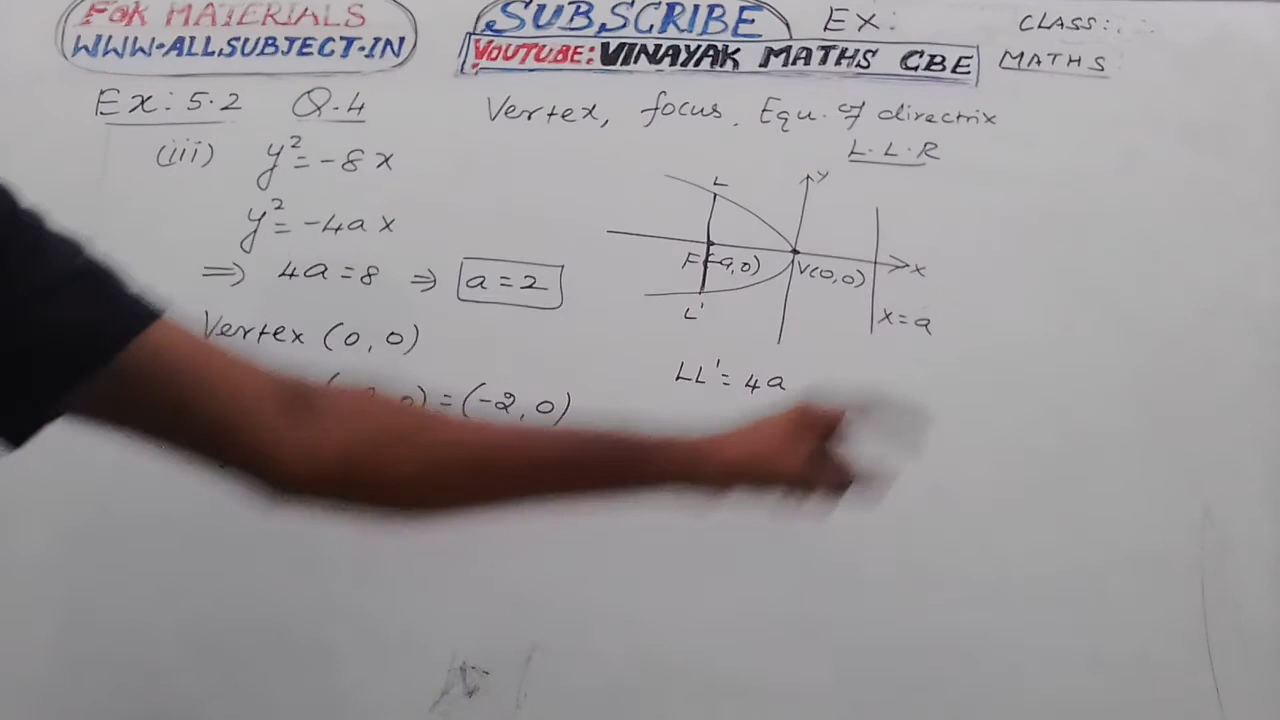 FOR MATERIALS
WWW.ALLSUBJECT.IN
SUBSCRIBE
YOUTUBE: VINAYAK MATHS CBE
EX:
CLASS:
MATHS
Ex: 5.2 Q.4
Vertex, focus, Equ. of directrix
L.L.R
(iii) y² = -8x
y² = -4ax
⇒ 4a = 8 ⇒ a = 2
Vertex (0, 0)
= (-2, 0)
L
Y
F(-a,0)
V(0,0)
X
L'
x=a
LL' = 4a